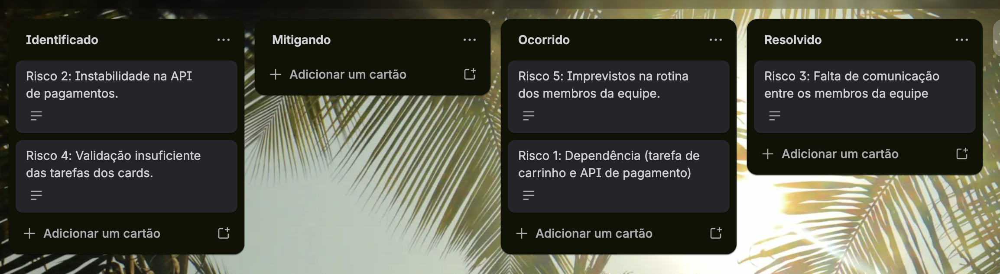 Identificado
Risco 2: Instabilidade na API
de pagamentos.
Risco 4: Validação insuficiente
das tarefas dos cards.
Adicionar um cartão
Mitigando
Adicionar um cartão
Ocorrido
Risco 5: Imprevistos na rotina
dos membros da equipe.
Risco 1: Dependência (tarefa de
carrinho e API de pagamento)
Adicionar um cartão
Resolvido
Risco 3: Falta de comunicação
entre os membros da equipe
Adicionar um cartão